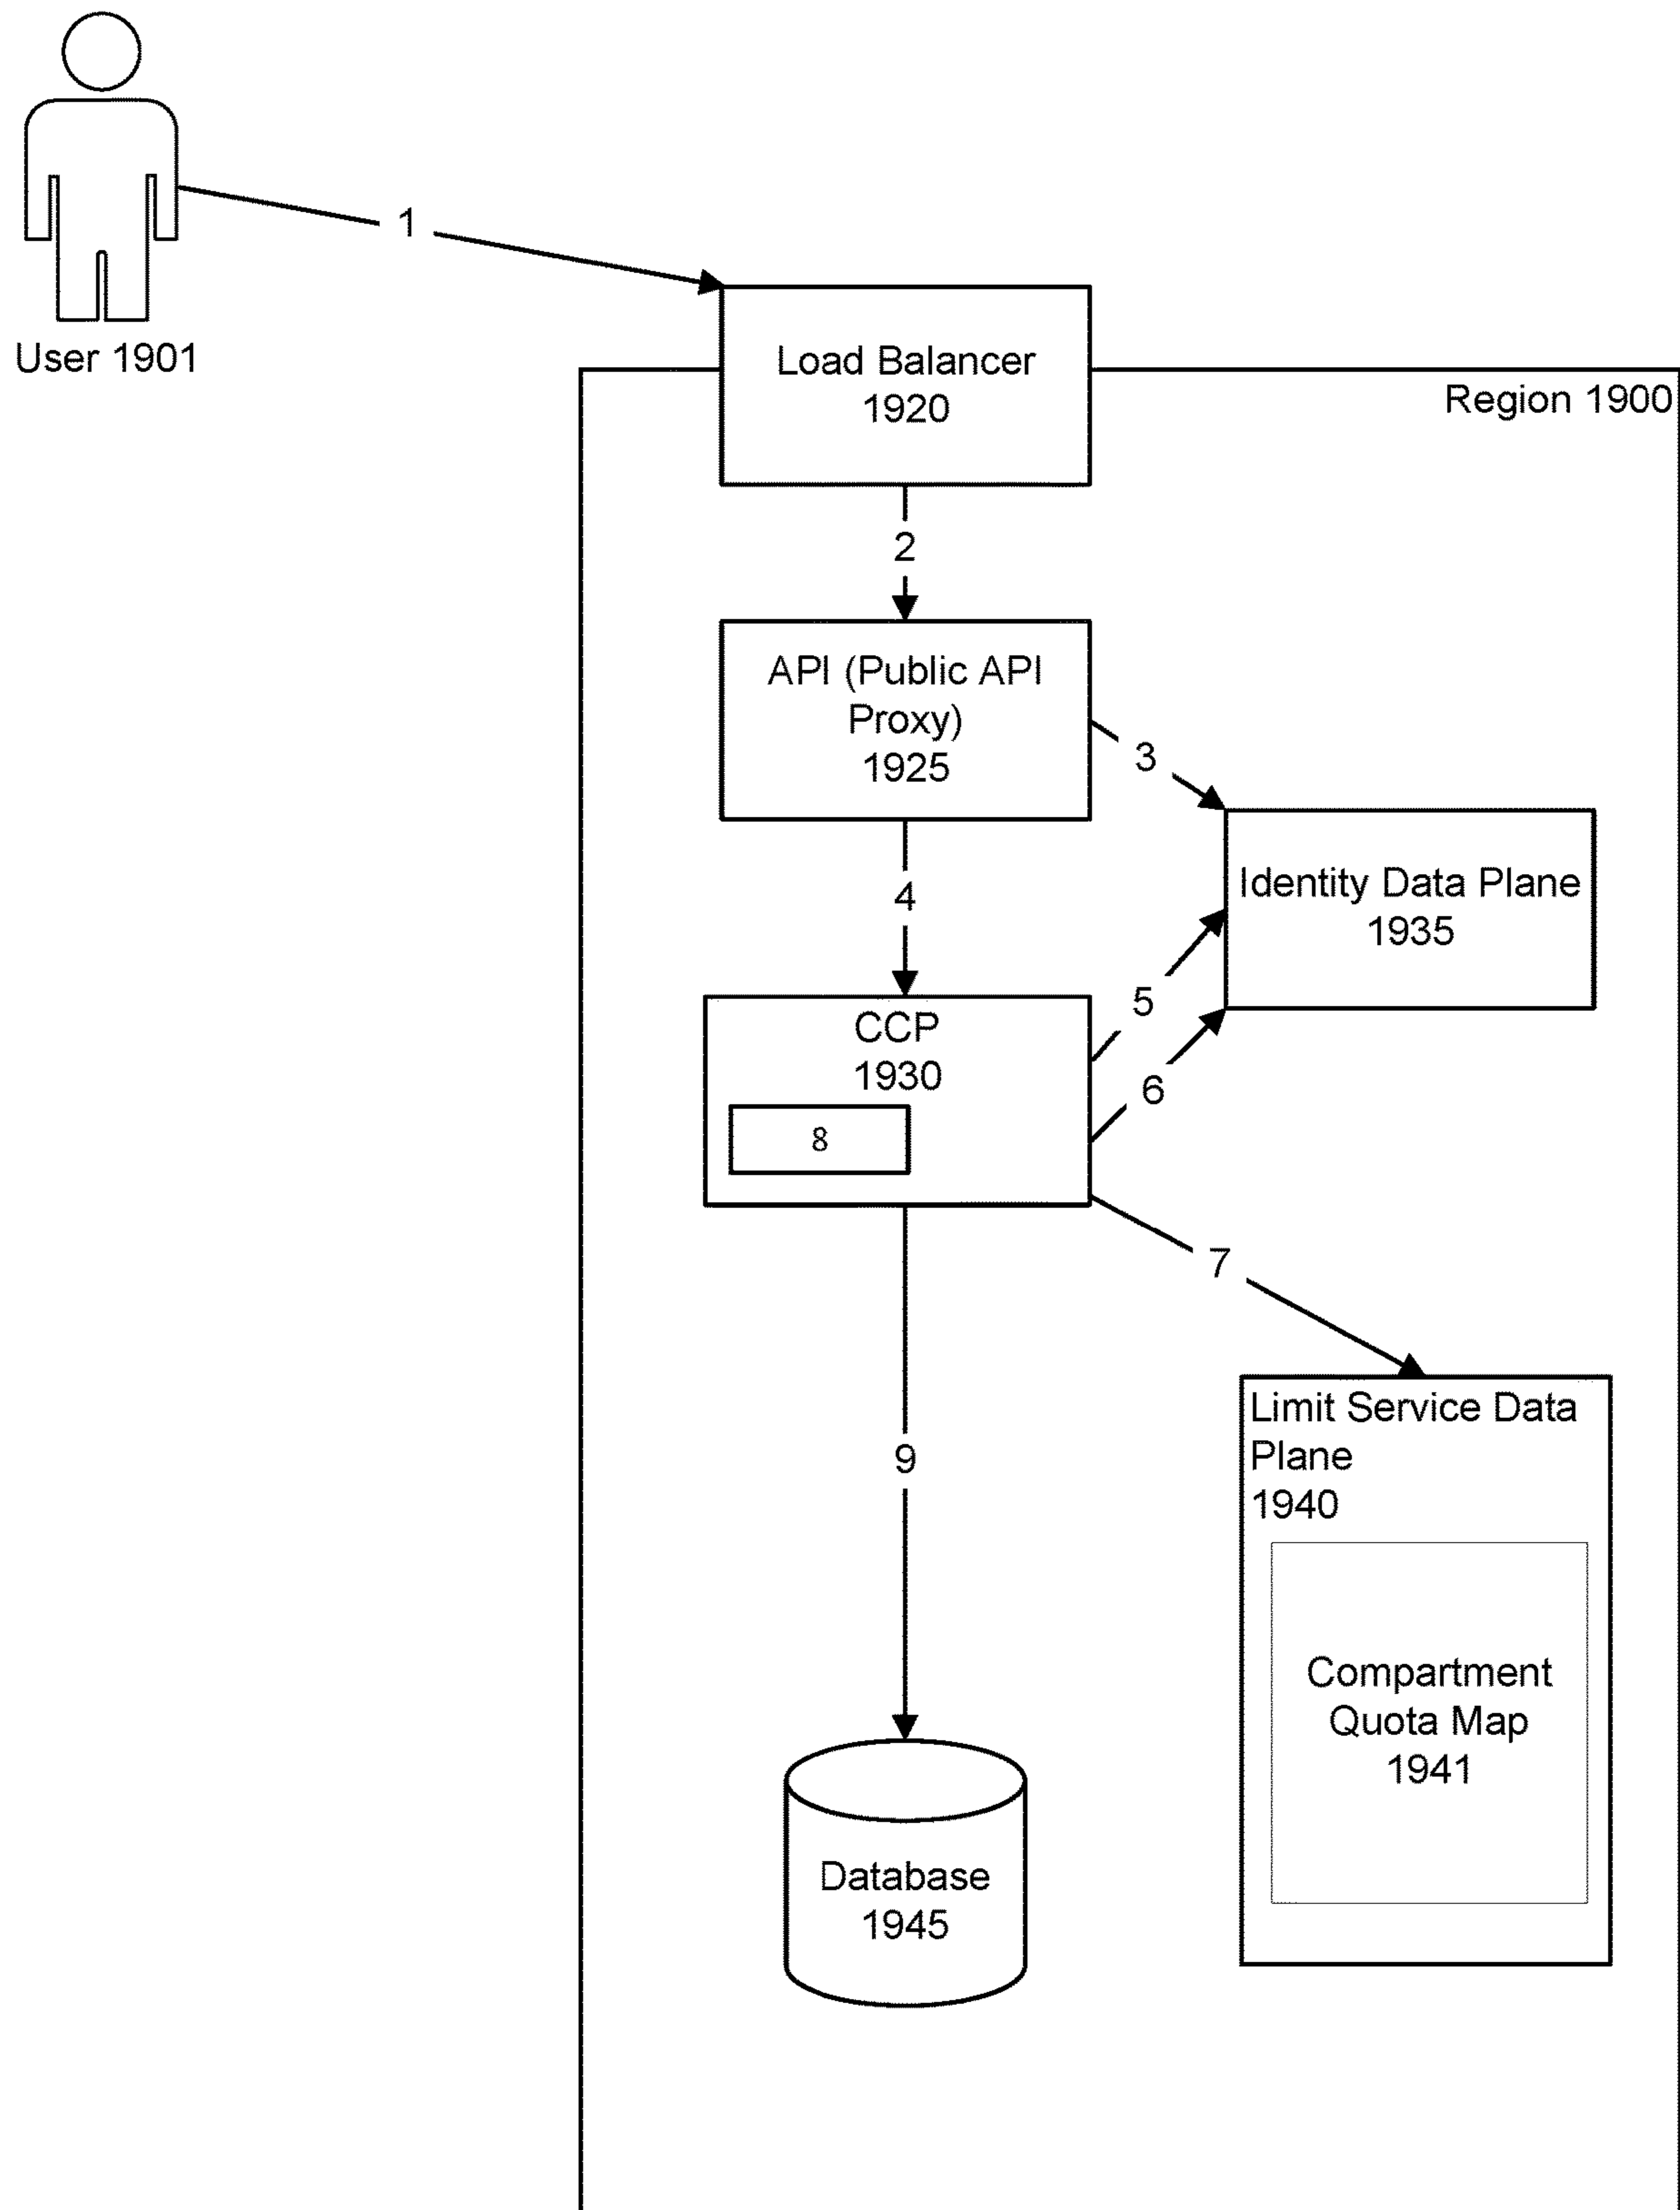 User 1901
1
Load Balancer
1920
Region 1900
2
API (Public API
Proxy)
1925
3
Identity Data Plane
1935
4
CCP
1930
8
5
6
7
Limit Service Data
Plane
1940
Compartment
Quota Map
1941
9
Database
1945